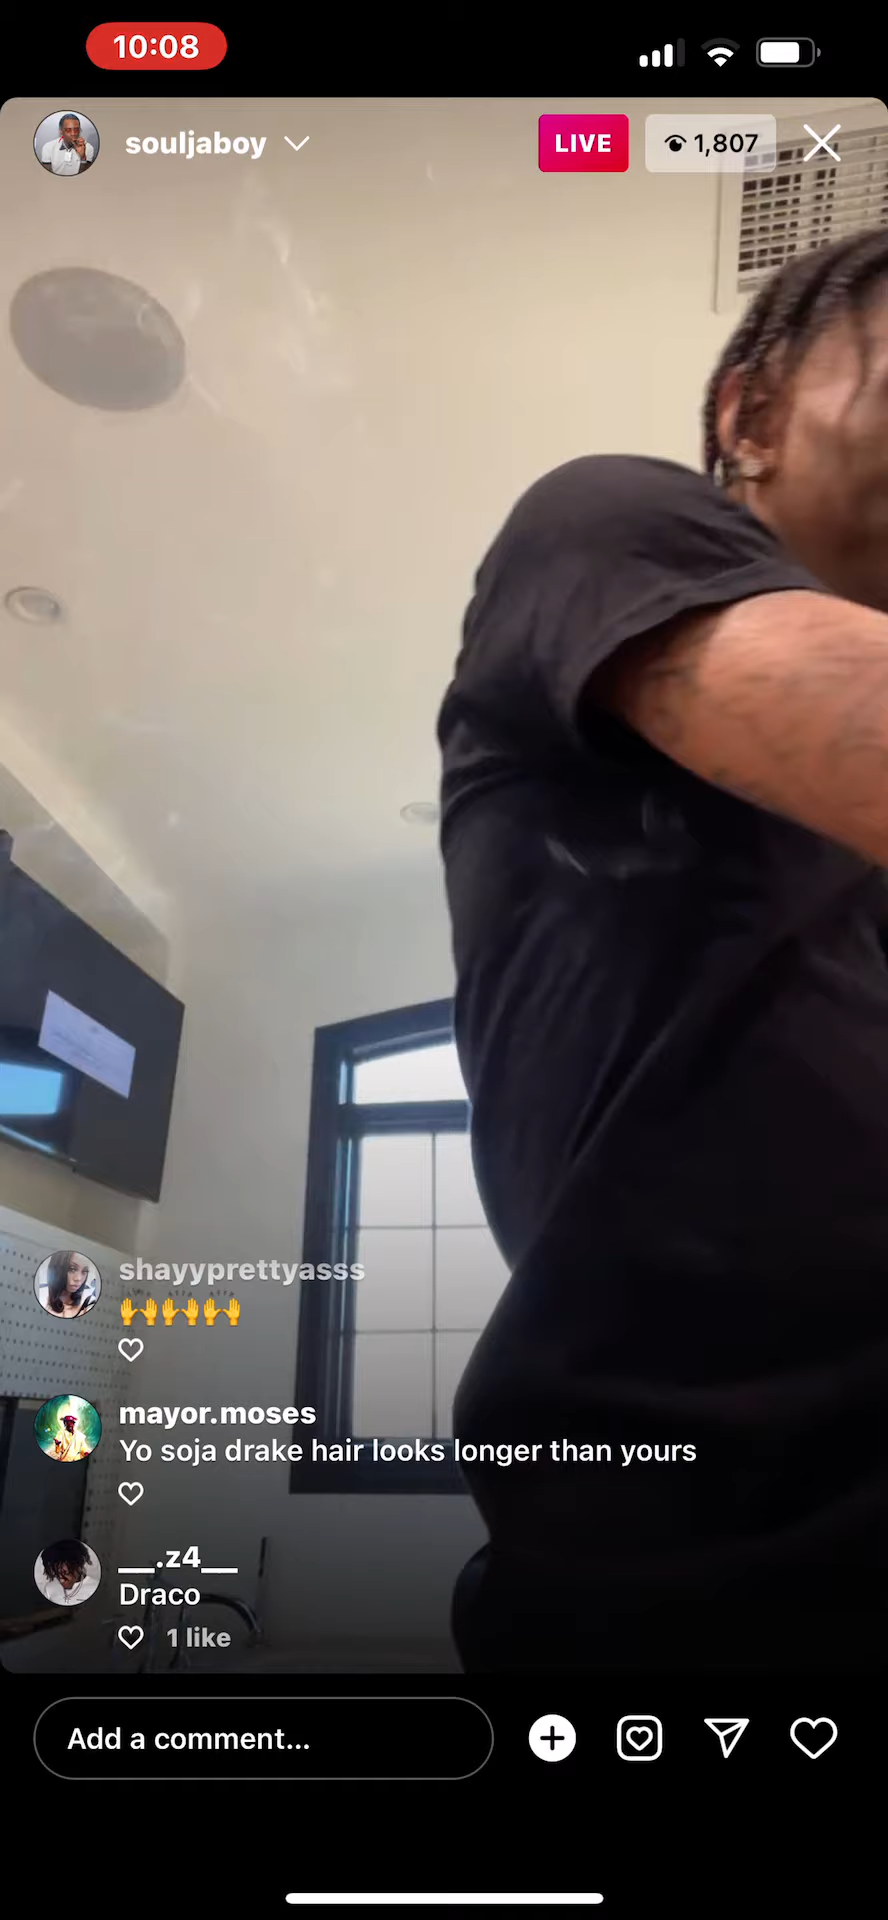 10:08
souljaboy
LIVE
1,807
shayyprettyasss
🙌🙌🙌
mayor.moses
Yo soja drake hair looks longer than yours
__.z4__
Draco
1 like
Add a comment...